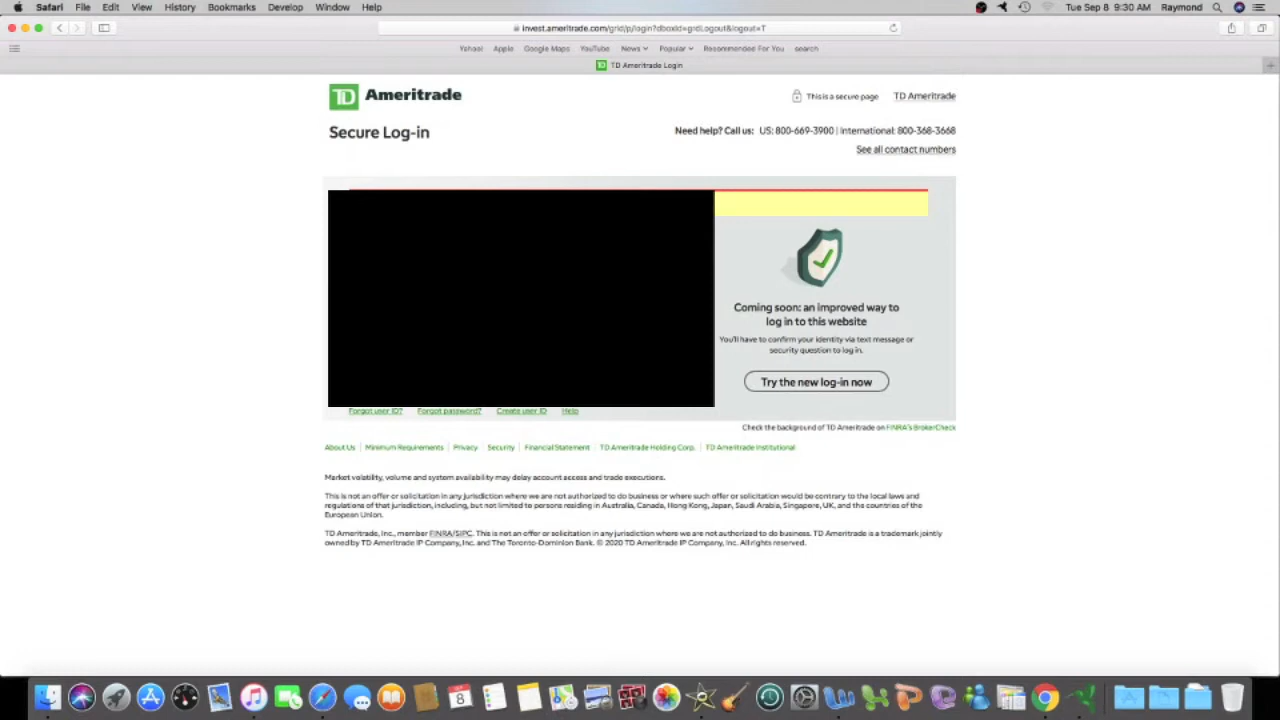 Safari File Edit View History Bookmarks Develop Window Help Tue Sep 8 9:30 AM Raymond
invest.ameritrade.com/grid/p/login?dboxId=grdLogout&logout=T
Yahoo! Apple Google Maps YouTube News Popular Recommended For You search
TD Ameritrade Login
TD Ameritrade
This is a secure page TD Ameritrade
Secure Log-in
Need help? Call us: US: 800-669-3900 | International: 800-368-3668
See all contact numbers
Coming soon: an improved way to
log in to this website
You'll have to confirm your identity via text message or
security question to log in.
Try the new log-in now
Forgot user ID? Forgot password? Create user ID Help
Check the background of TD Ameritrade on FINRA's BrokerCheck
About Us | Minimum Requirements | Privacy | Security | Financial Statement | TD Ameritrade Holding Corp. | TD Ameritrade Institutional
Market volatility, volume and system availability may delay account access and trade executions.
This is not an offer or solicitation in any jurisdiction where we are not authorized to do business or where such offer or solicitation would be contrary to the local laws and
regulations of that jurisdiction, including, but not limited to persons residing in Australia, Canada, Hong Kong, Japan, Saudi Arabia, Singapore, UK, and the countries of the
European Union.
TD Ameritrade, Inc., member FINRA/SIPC. This is not an offer or solicitation in any jurisdiction where we are not authorized to do business. TD Ameritrade is a trademark jointly
owned by TD Ameritrade IP Company, Inc. and The Toronto-Dominion Bank. © 2020 TD Ameritrade IP Company, Inc. All rights reserved.
8